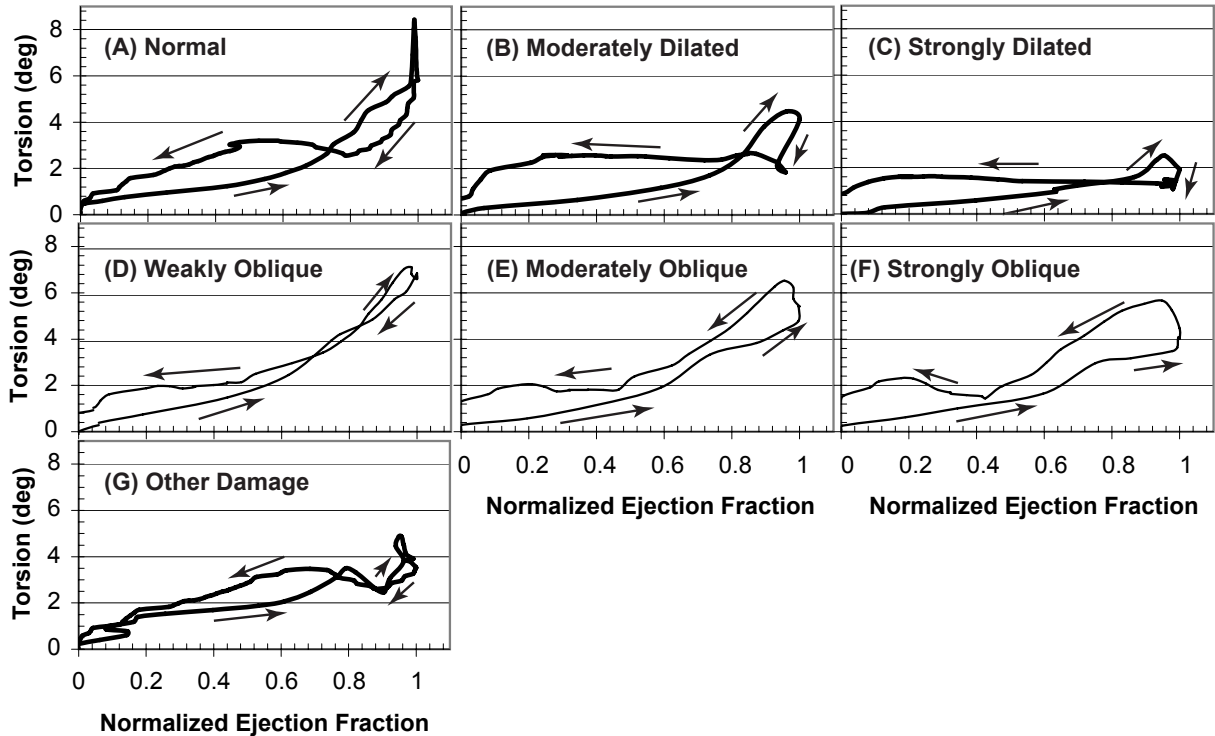 (A) Normal
(B) Moderately Dilated
(C) Strongly Dilated
Torsion (deg)
8
6
4
2
0
(D) Weakly Oblique
(E) Moderately Oblique
(F) Strongly Oblique
Torsion (deg)
8
6
4
2
0
0 0.2 0.4 0.6 0.8 1
0 0.2 0.4 0.6 0.8 1
Normalized Ejection Fraction
Normalized Ejection Fraction
(G) Other Damage
Torsion (deg)
8
6
4
2
0
0 0.2 0.4 0.6 0.8 1
Normalized Ejection Fraction